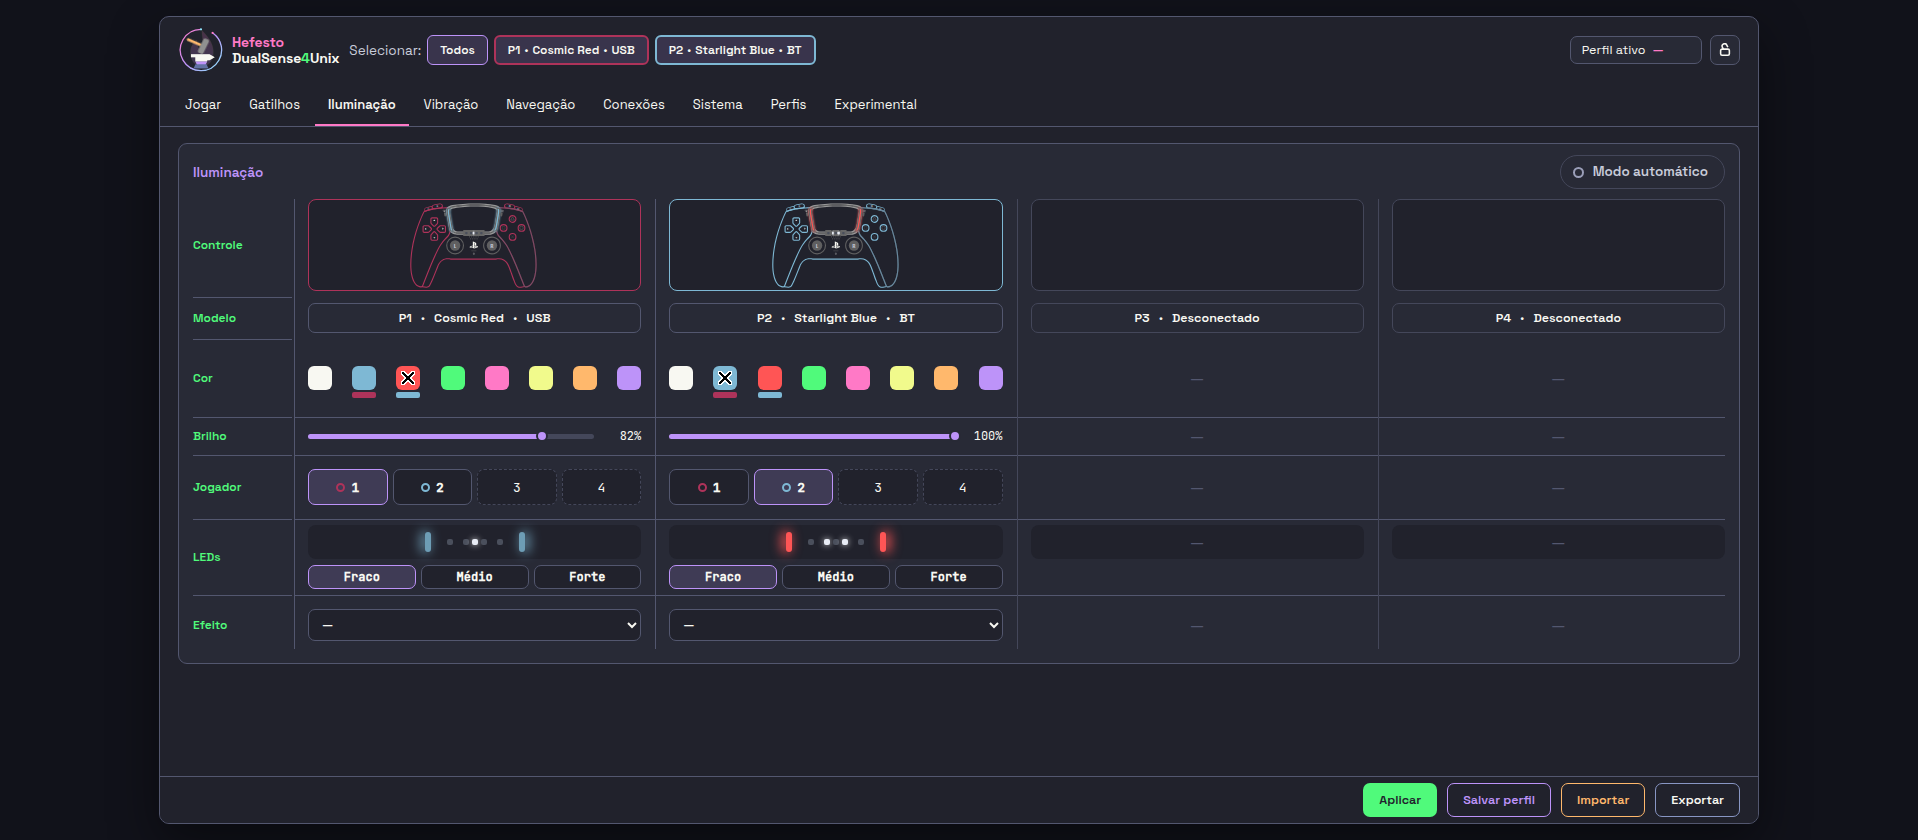 Hefesto
DualSense4Unix
Selecionar:
Todos
P1 • Cosmic Red • USB
P2 • Starlight Blue • BT
Perfil ativo —
Jogar
Gatilhos
Iluminação
Vibração
Navegação
Conexões
Sistema
Perfis
Experimental
Iluminação
Modo automático
Controle
Modelo
P1 • Cosmic Red • USB
P2 • Starlight Blue • BT
P3 • Desconectado
P4 • Desconectado
Cor
—
—
Brilho
82%
100%
—
—
Jogador
1
2
3
4
1
2
3
4
—
—
LEDs
—
—
Fraco
Médio
Forte
Fraco
Médio
Forte
Efeito
—
—
—
—
Aplicar
Salvar perfil
Importar
Exportar